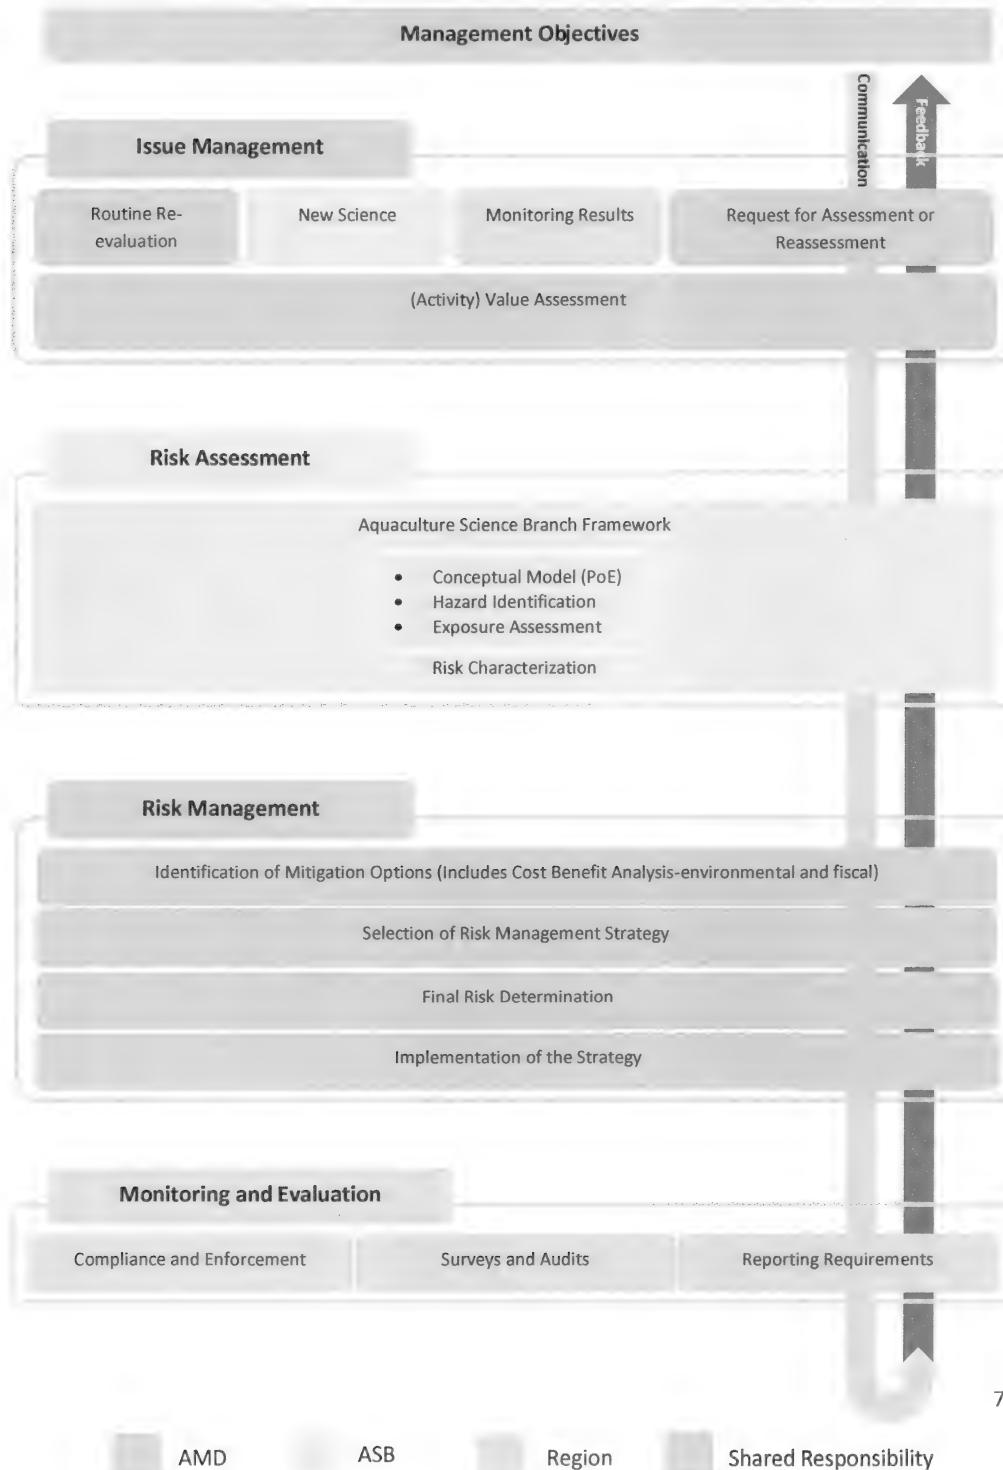 Management Objectives
Communication
Feedback
Issue Management
Routine Re-
evaluation
New Science
Monitoring Results
Request for Assessment or
Reassessment
(Activity) Value Assessment
Risk Assessment
Aquaculture Science Branch Framework
• Conceptual Model (PoE)
• Hazard Identification
• Exposure Assessment
Risk Characterization
Risk Management
Identification of Mitigation Options (Includes Cost Benefit Analysis-environmental and fiscal)
Selection of Risk Management Strategy
Final Risk Determination
Implementation of the Strategy
Monitoring and Evaluation
Compliance and Enforcement
Surveys and Audits
Reporting Requirements
7
AMD
ASB
Region
Shared Responsibility